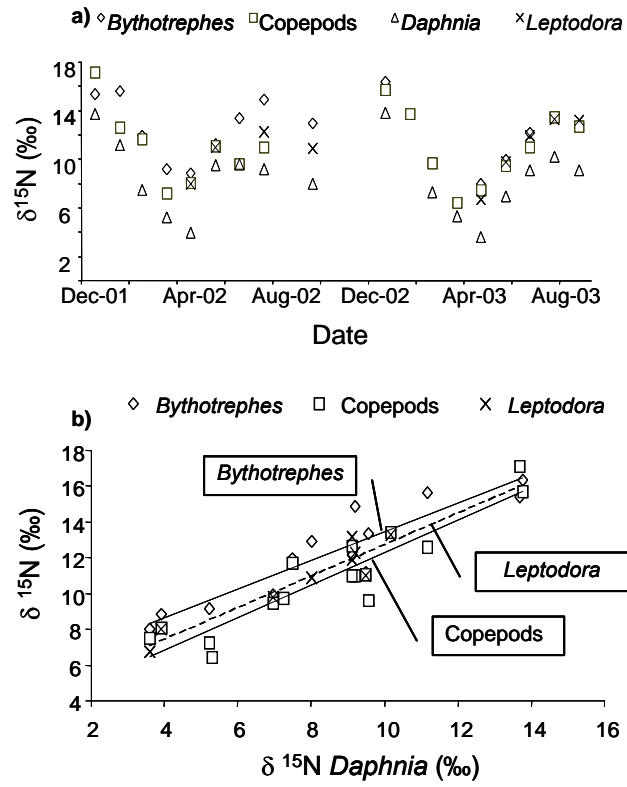 a) Bythotrephes Copepods Daphnia Leptodora
18
14
10
6
2
δ15N (‰)
Dec-01 Apr-02 Aug-02 Dec-02 Apr-03 Aug-03
Date
b) Bythotrephes Copepods Leptodora
18
16
14
12
10
8
6
4
δ 15N (‰)
Bythotrephes
Leptodora
Copepods
2 4 6 8 10 12 14 16
δ 15N Daphnia (‰)